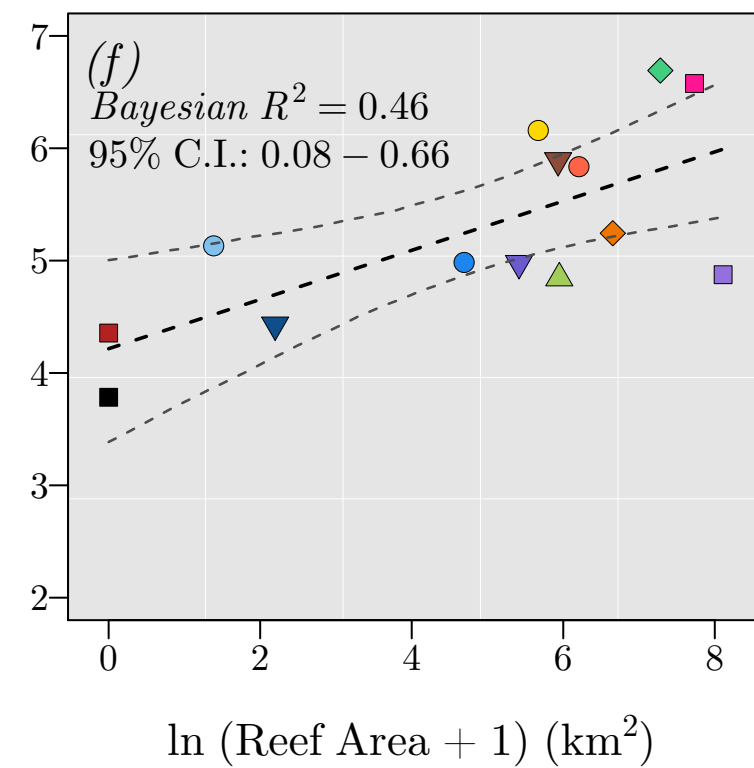 (f)
Bayesian R² = 0.46
95% C.I.: 0.08 – 0.66
7
6
5
4
3
2
0 2 4 6 8
ln (Reef Area + 1) (km²)